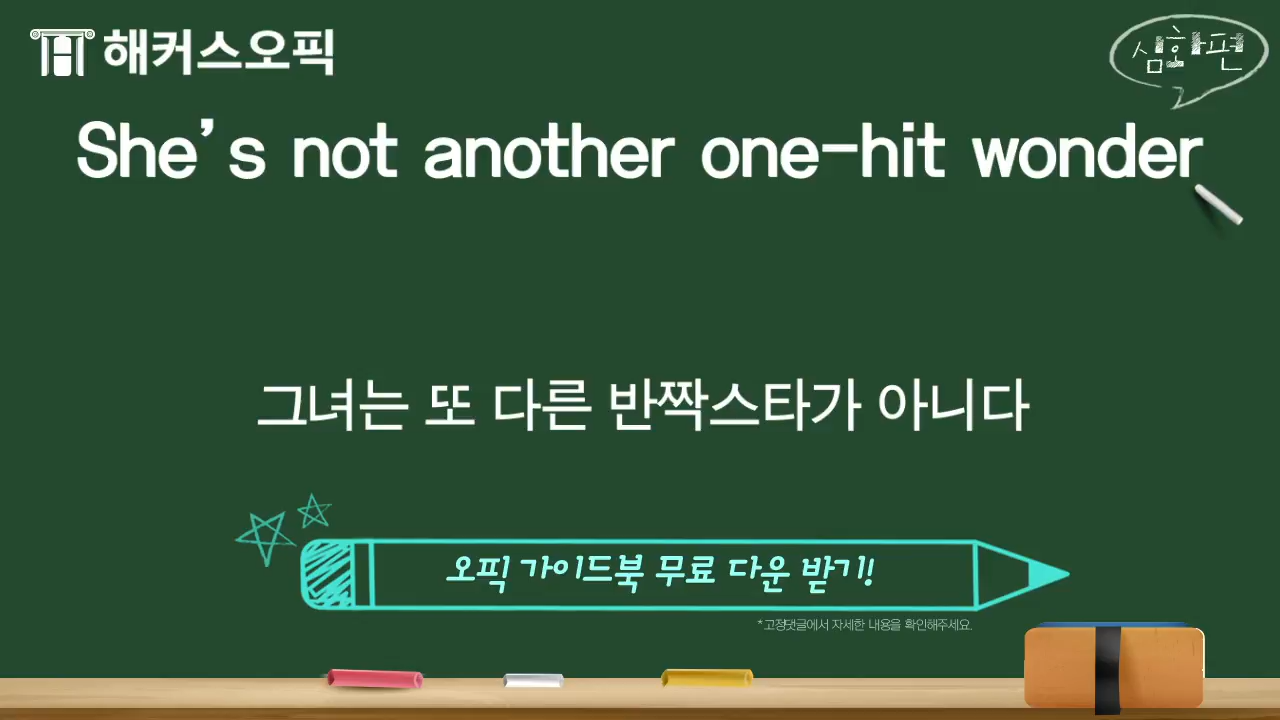 해커스오픽
심화편
She's not another one-hit wonder
그녀는 또 다른 반짝스타가 아니다
오픽 가이드북 무료 다운 받기!
*고정댓글에서 자세한 내용을 확인해주세요.